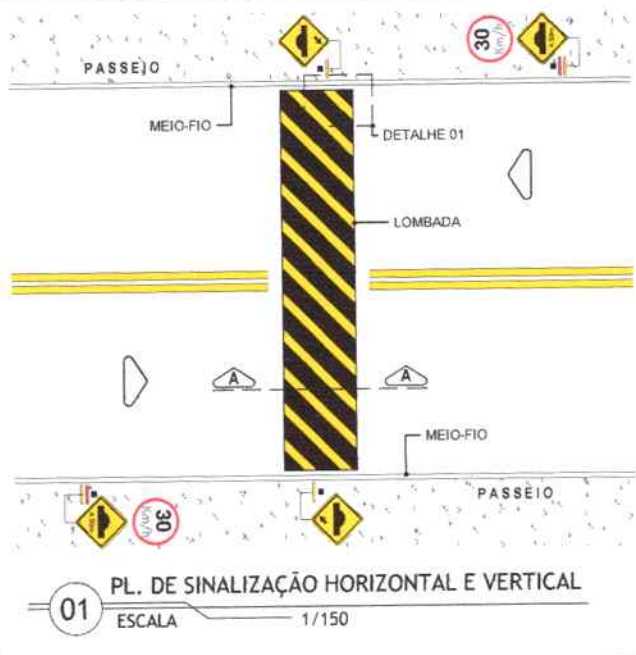 30
Km/h
PASSEIO
MEIO-FIO
DETALHE 01
LOMBADA
A
A
MEIO-FIO
PASSEIO
30
Km/h
01
PL. DE SINALIZAÇÃO HORIZONTAL E VERTICAL
ESCALA
1/150